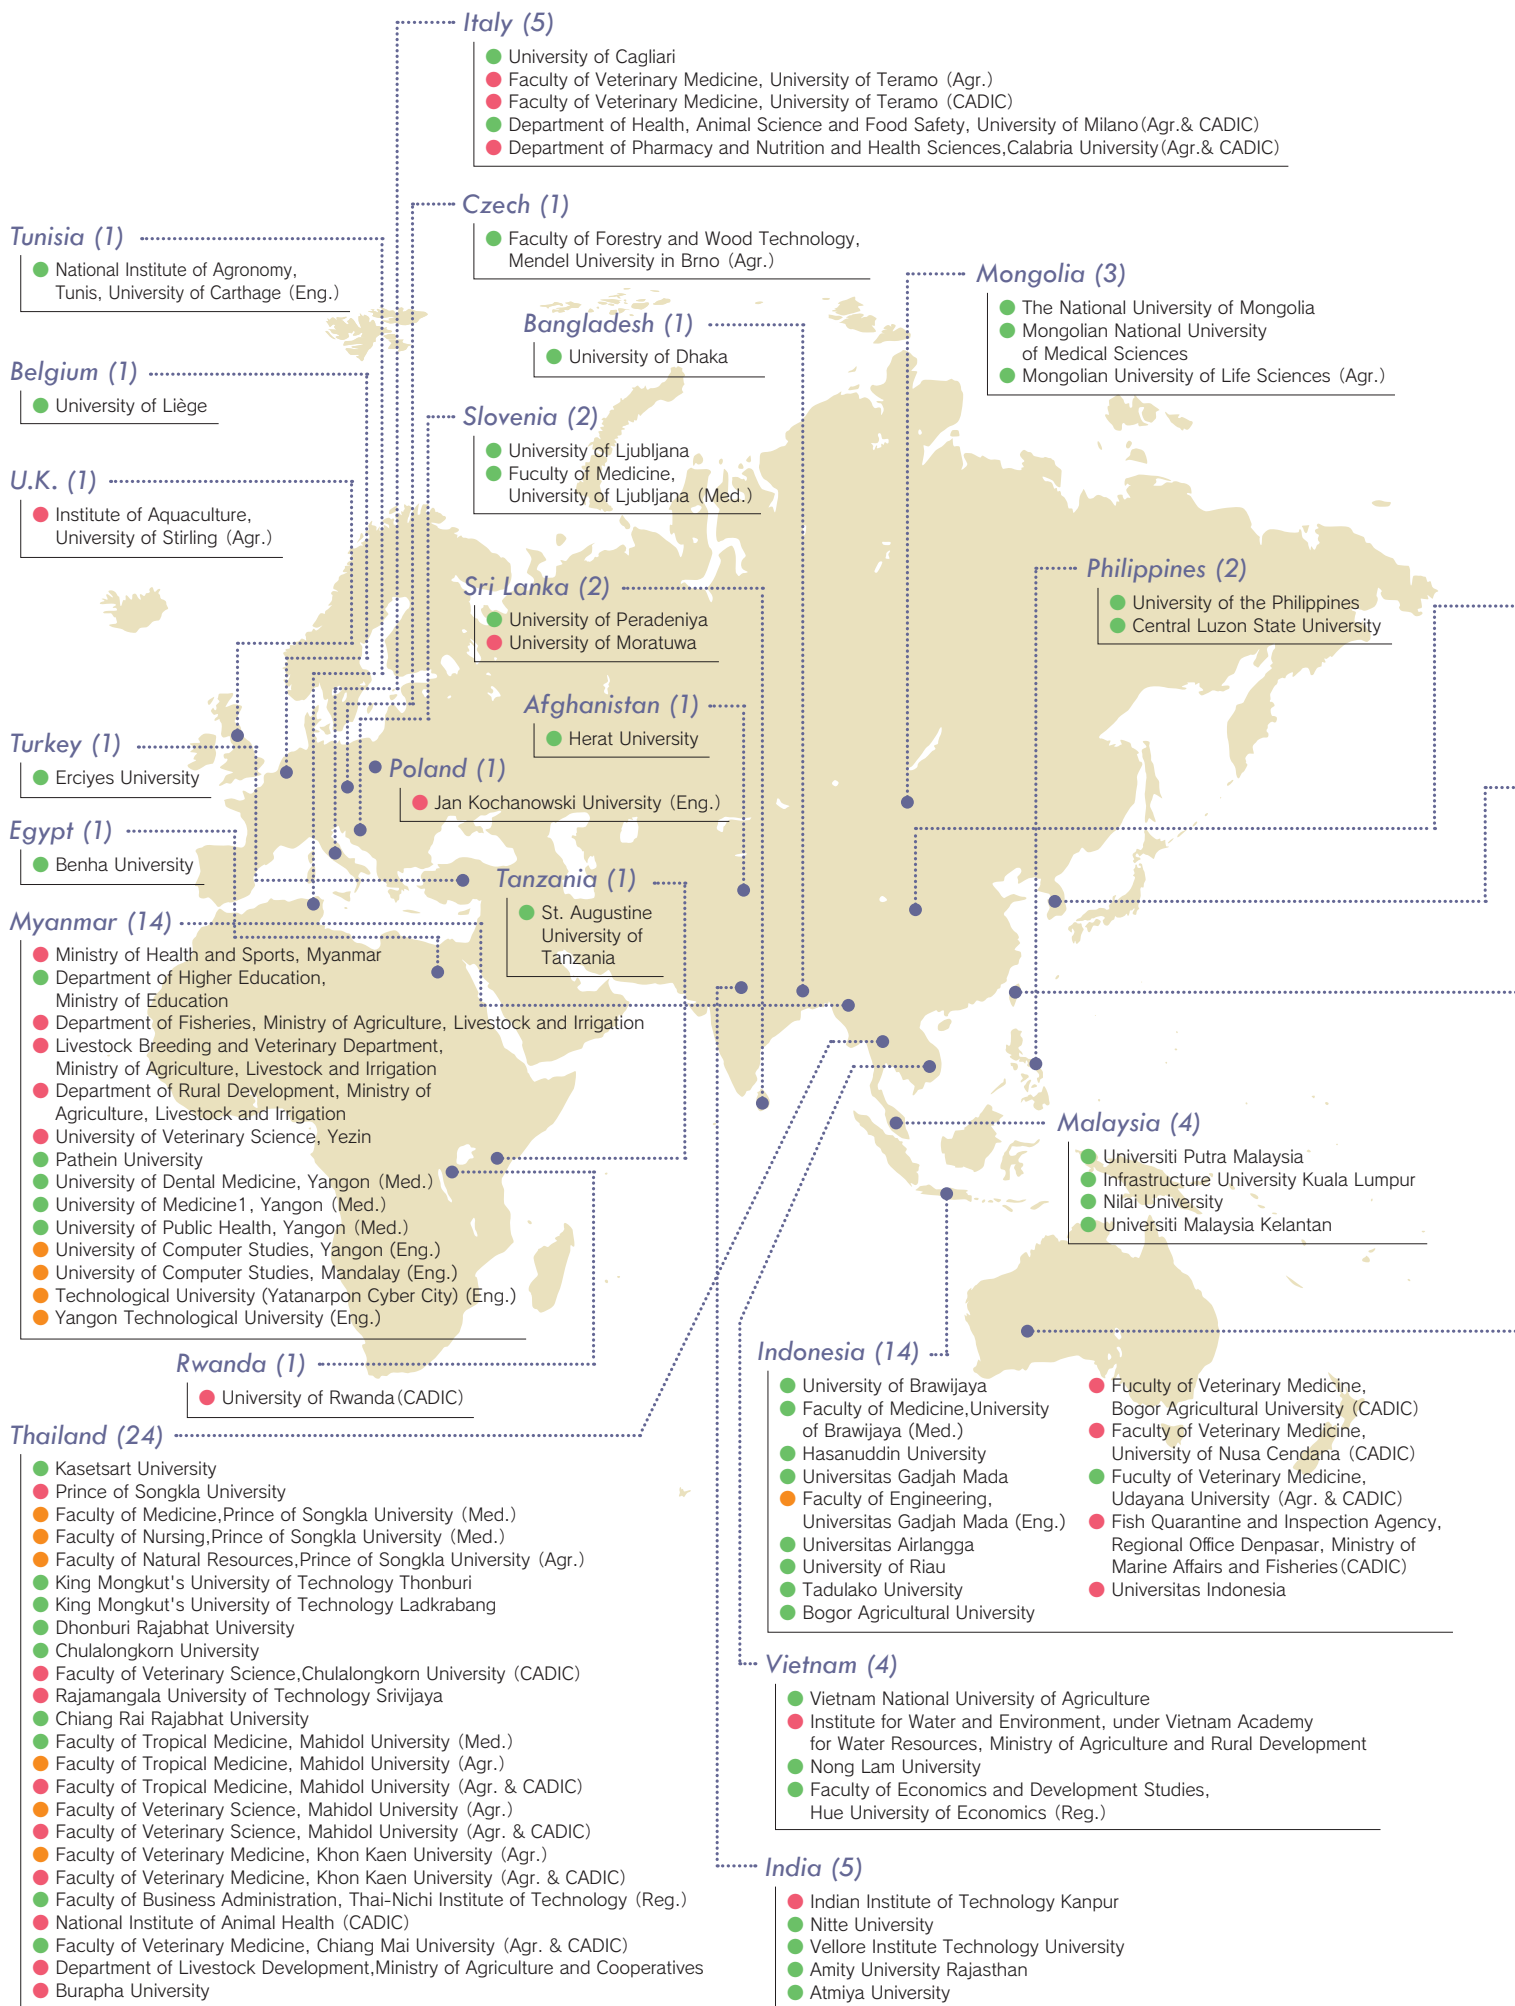 Italy (5)
University of Cagliari
Faculty of Veterinary Medicine, University of Teramo (Agr.)
Faculty of Veterinary Medicine, University of Teramo (CADIC)
Department of Health, Animal Science and Food Safety, University of Milano(Agr.& CADIC)
Department of Pharmacy and Nutrition and Health Sciences,Calabria University(Agr.& CADIC)
Czech (1)
Faculty of Forestry and Wood Technology,
Mendel University in Brno (Agr.)
Tunisia (1)
National Institute of Agronomy,
Tunis, University of Carthage (Eng.)
Mongolia (3)
The National University of Mongolia
Mongolian National University
of Medical Sciences
Mongolian University of Life Sciences (Agr.)
Bangladesh (1)
University of Dhaka
Belgium (1)
University of Liège
Slovenia (2)
University of Ljubljana
Fuculty of Medicine,
University of Ljubljana (Med.)
U.K. (1)
Institute of Aquaculture,
University of Stirling (Agr.)
Philippines (2)
University of the Philippines
Central Luzon State University
Sri Lanka (2)
University of Peradeniya
University of Moratuwa
Afghanistan (1)
Herat University
Turkey (1)
Erciyes University
Poland (1)
Jan Kochanowski University (Eng.)
Egypt (1)
Benha University
Tanzania (1)
St. Augustine
University of
Tanzania
Myanmar (14)
Ministry of Health and Sports, Myanmar
Department of Higher Education,
Ministry of Education
Department of Fisheries, Ministry of Agriculture, Livestock and Irrigation
Livestock Breeding and Veterinary Department,
Ministry of Agriculture, Livestock and Irrigation
Department of Rural Development, Ministry of
Agriculture, Livestock and Irrigation
University of Veterinary Science, Yezin
Pathein University
University of Dental Medicine, Yangon (Med.)
University of Medicine1, Yangon (Med.)
University of Public Health, Yangon (Med.)
University of Computer Studies, Yangon (Eng.)
University of Computer Studies, Mandalay (Eng.)
Technological University (Yatanarpon Cyber City) (Eng.)
Yangon Technological University (Eng.)
Malaysia (4)
Universiti Putra Malaysia
Infrastructure University Kuala Lumpur
Nilai University
Universiti Malaysia Kelantan
Rwanda (1)
University of Rwanda(CADIC)
Indonesia (14)
University of Brawijaya
Faculty of Medicine,University
of Brawijaya (Med.)
Hasanuddin University
Universitas Gadjah Mada
Faculty of Engineering,
Universitas Gadjah Mada (Eng.)
Universitas Airlangga
University of Riau
Tadulako University
Bogor Agricultural University
Fuculty of Veterinary Medicine,
Bogor Agricultural University (CADIC)
Faculty of Veterinary Medicine,
University of Nusa Cendana (CADIC)
Fuculty of Veterinary Medicine,
Udayana University (Agr. & CADIC)
Fish Quarantine and Inspection Agency,
Regional Office Denpasar, Ministry of
Marine Affairs and Fisheries(CADIC)
Universitas Indonesia
Thailand (24)
Kasetsart University
Prince of Songkla University
Faculty of Medicine,Prince of Songkla University (Med.)
Faculty of Nursing,Prince of Songkla University (Med.)
Faculty of Natural Resources,Prince of Songkla University (Agr.)
King Mongkut's University of Technology Thonburi
King Mongkut's University of Technology Ladkrabang
Dhonburi Rajabhat University
Chulalongkorn University
Faculty of Veterinary Science,Chulalongkorn University (CADIC)
Rajamangala University of Technology Srivijaya
Chiang Rai Rajabhat University
Faculty of Tropical Medicine, Mahidol University (Med.)
Faculty of Tropical Medicine, Mahidol University (Agr.)
Faculty of Tropical Medicine, Mahidol University (Agr. & CADIC)
Faculty of Veterinary Science, Mahidol University (Agr.)
Faculty of Veterinary Science, Mahidol University (Agr. & CADIC)
Faculty of Veterinary Medicine, Khon Kaen University (Agr.)
Faculty of Veterinary Medicine, Khon Kaen University (Agr. & CADIC)
Faculty of Business Administration, Thai-Nichi Institute of Technology (Reg.)
National Institute of Animal Health (CADIC)
Faculty of Veterinary Medicine, Chiang Mai University (Agr. & CADIC)
Department of Livestock Development,Ministry of Agriculture and Cooperatives
Burapha University
Vietnam (4)
Vietnam National University of Agriculture
Institute for Water and Environment, under Vietnam Academy
for Water Resources, Ministry of Agriculture and Rural Development
Nong Lam University
Faculty of Economics and Development Studies,
Hue University of Economics (Reg.)
India (5)
Indian Institute of Technology Kanpur
Nitte University
Vellore Institute Technology University
Amity University Rajasthan
Atmiya University